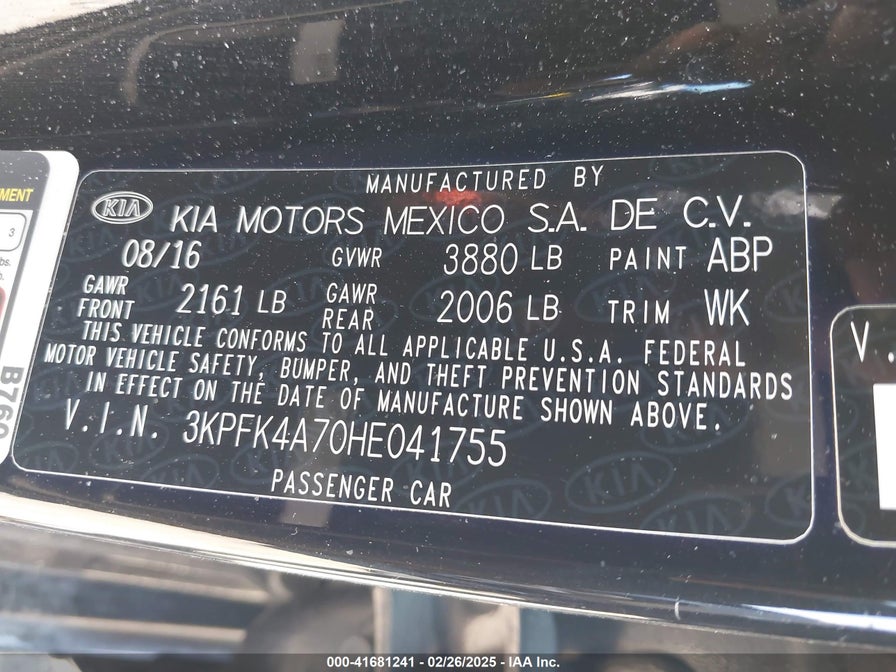 MANUFACTURED BY
KIA KIA MOTORS MEXICO S.A. DE C.V.
08/16 GVWR 3880 LB PAINT ABP
GAWR FRONT 2161 LB GAWR REAR 2006 LB TRIM WK
THIS VEHICLE CONFORMS TO ALL APPLICABLE U.S.A. FEDERAL
MOTOR VEHICLE SAFETY, BUMPER, AND THEFT PREVENTION STANDARDS
IN EFFECT ON THE DATE OF MANUFACTURE SHOWN ABOVE.
V.I.N. 3KPFK4A70HE041755
PASSENGER CAR
3
V.
000-41681241 - 02/26/2025 - IAA Inc.